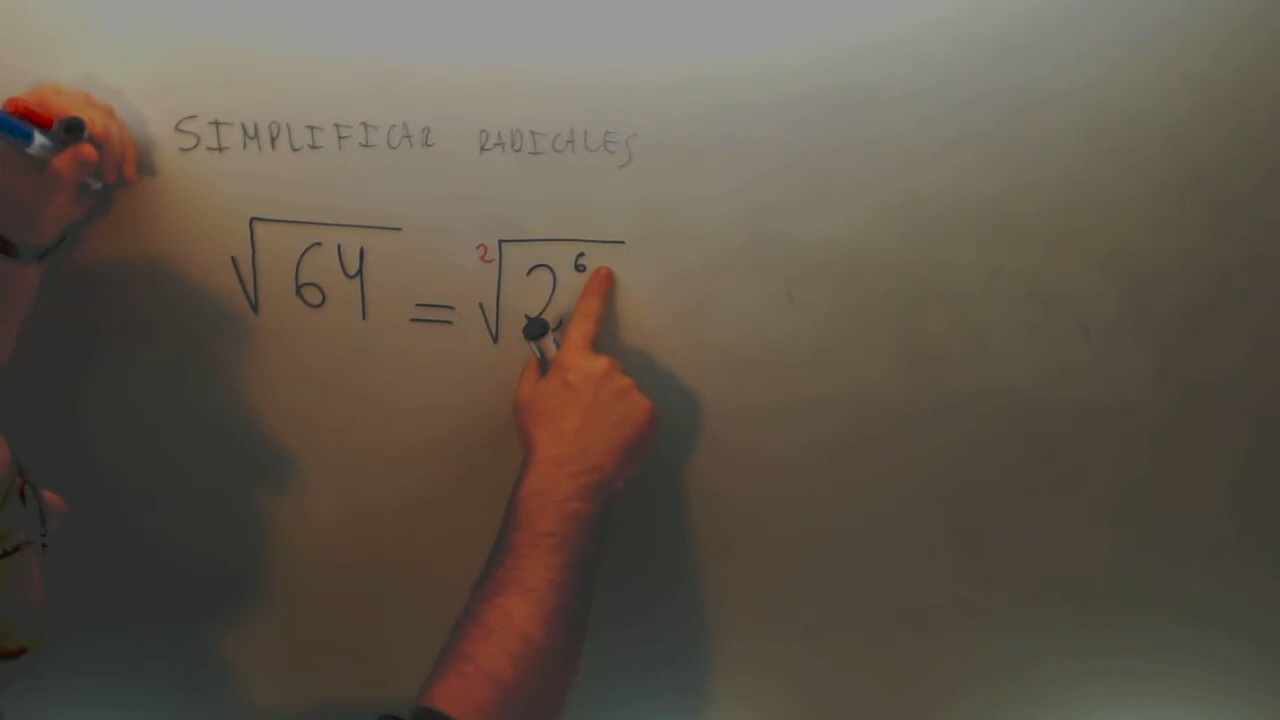 SIMPLIFICAR RADICALES
√64 = ²√2⁶